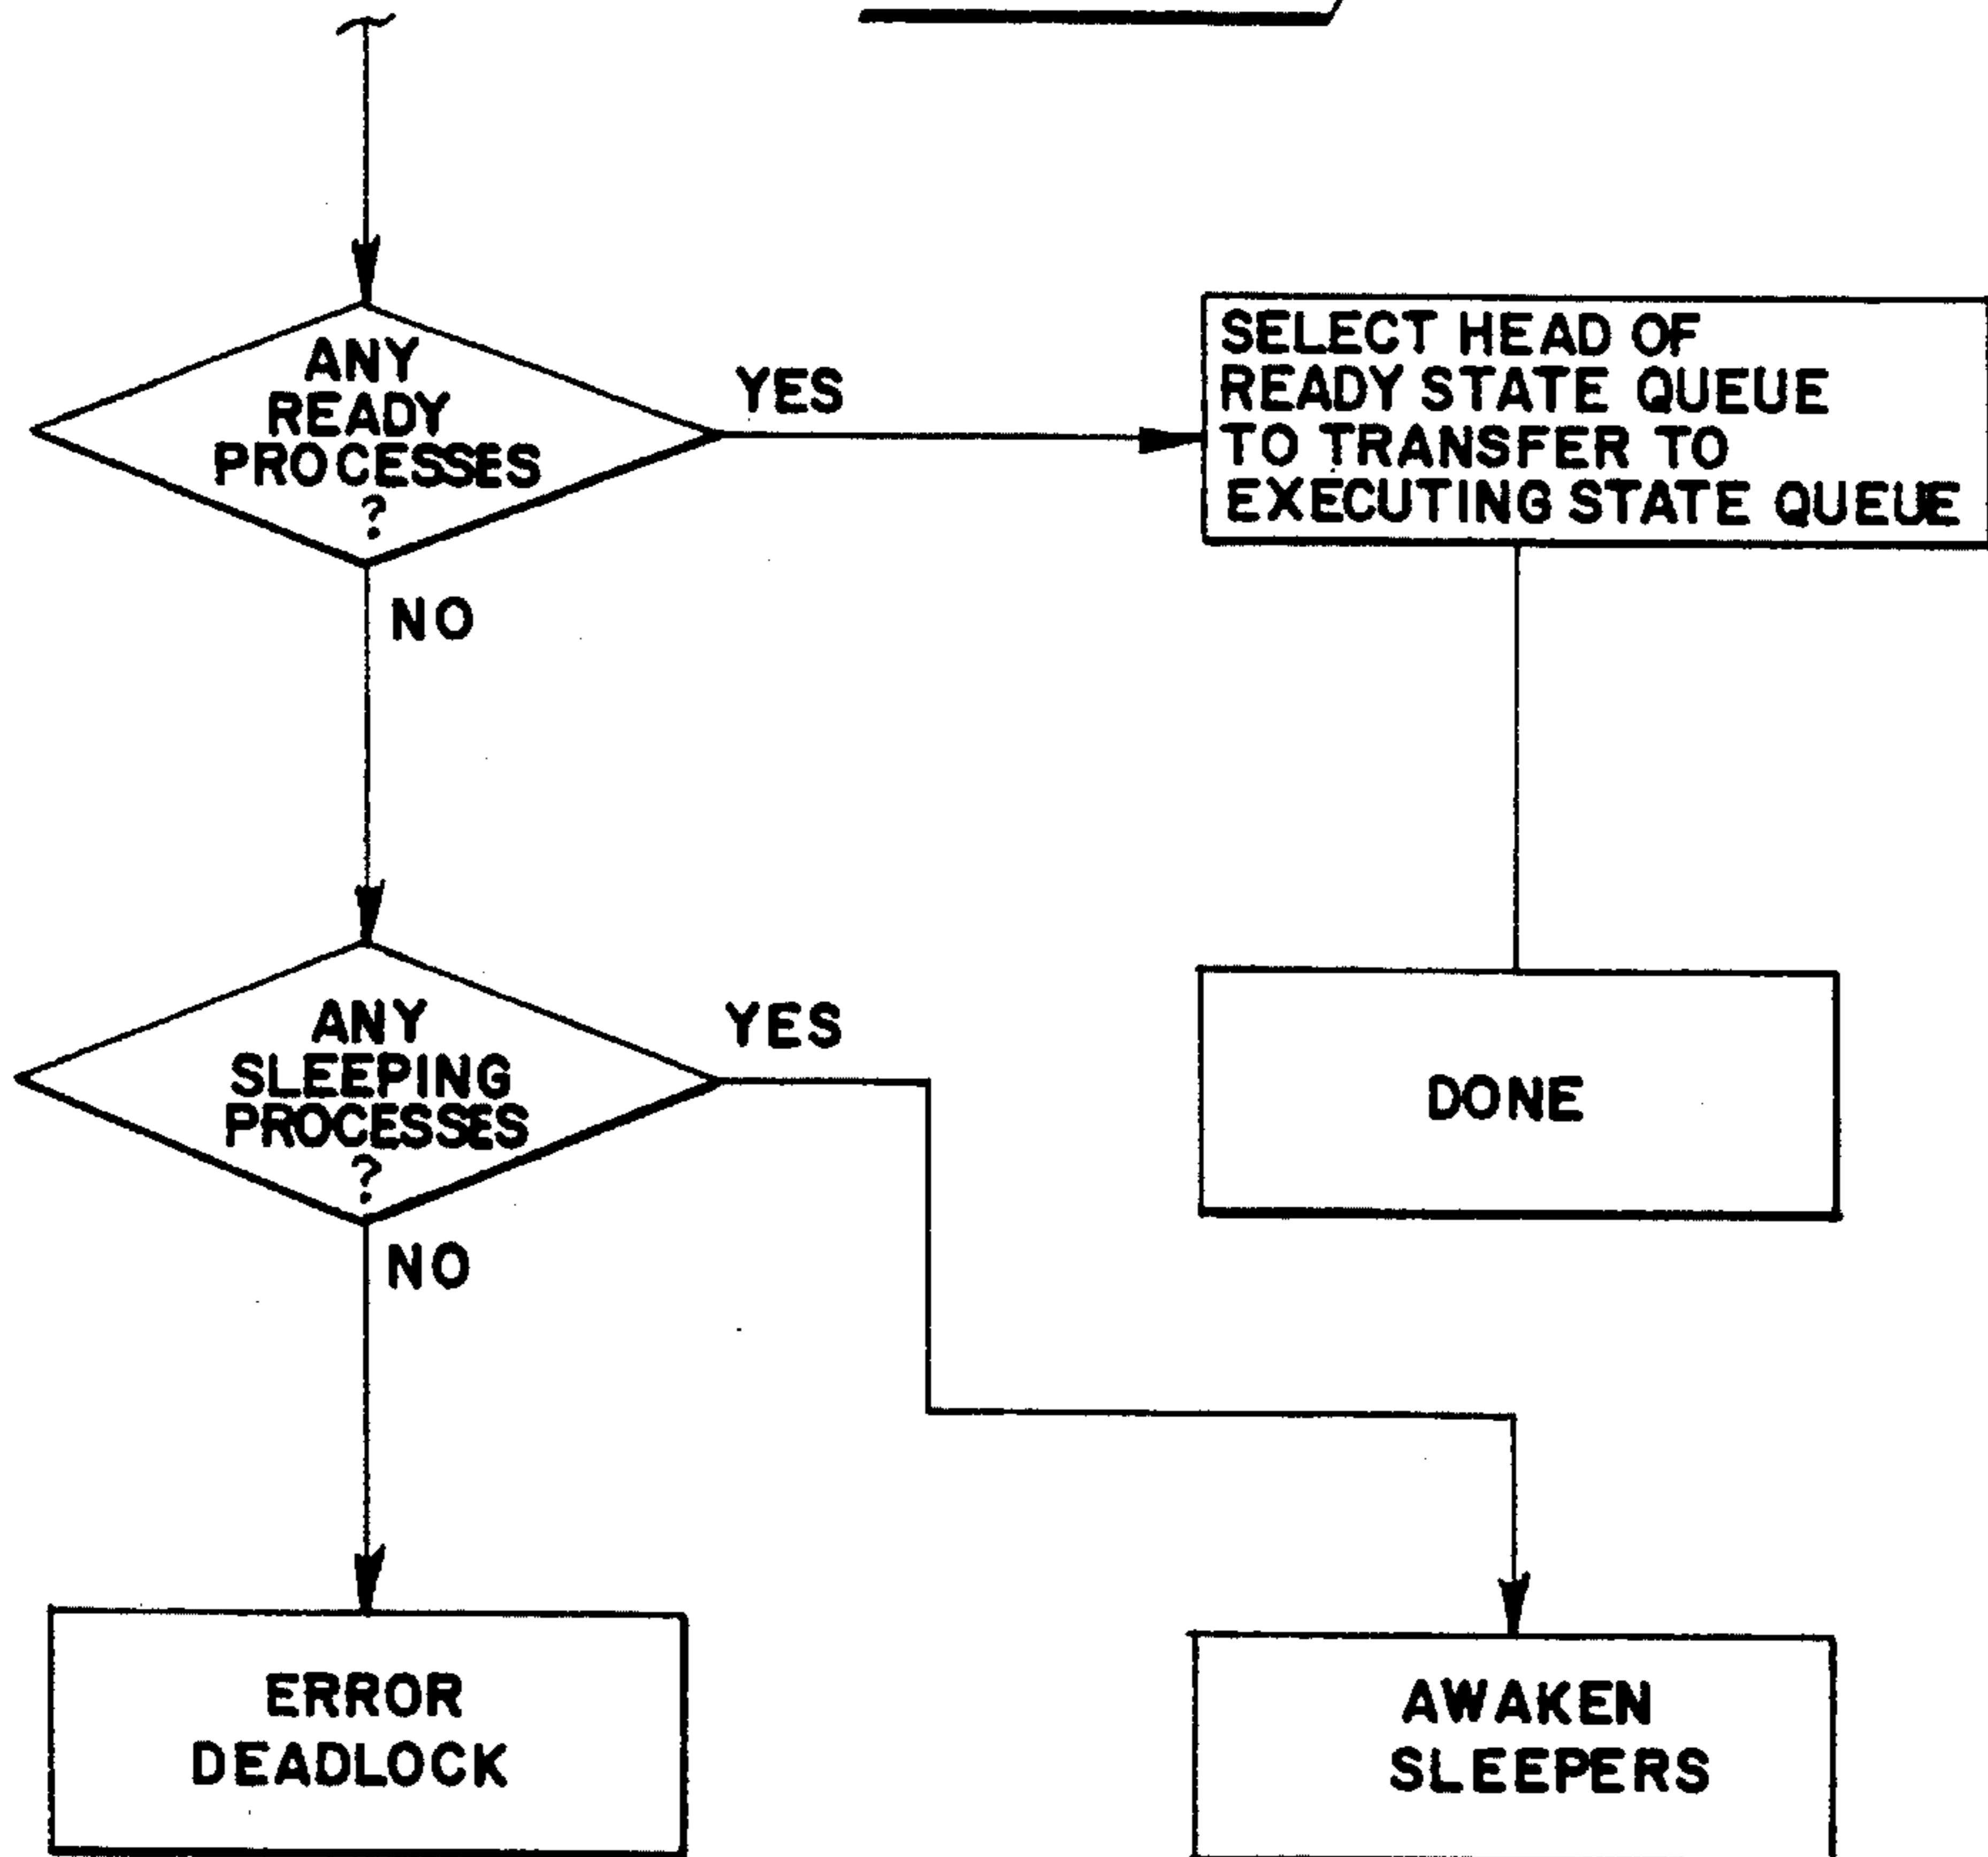 ANY
READY
PROCESSES
?
YES
SELECT HEAD OF
READY STATE QUEUE
TO TRANSFER TO
EXECUTING STATE QUEUE
NO
ANY
SLEEPING
PROCESSES
?
YES
DONE
NO
ERROR
DEADLOCK
AWAKEN
SLEEPERS